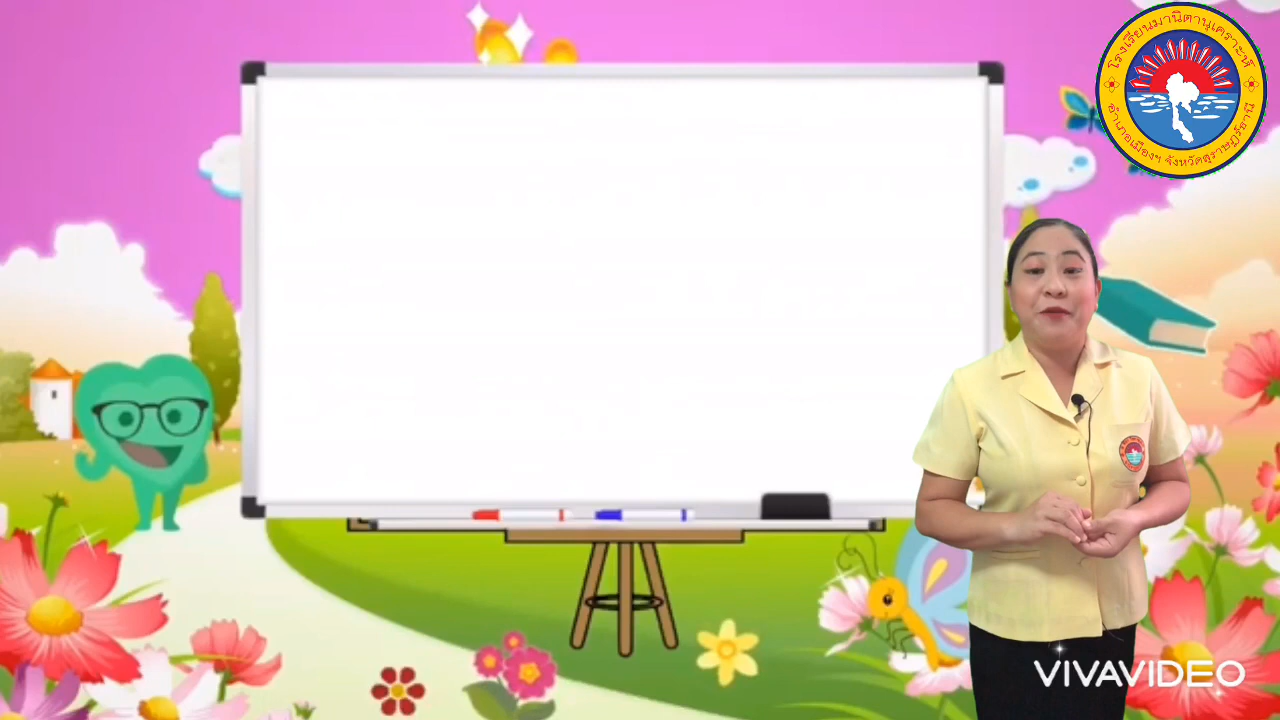 โรงเรียนมานิตานุเคราะห์
อำเภอเมืองฯ จังหวัดสุราษฎร์ธานี
VIVAVIDEO